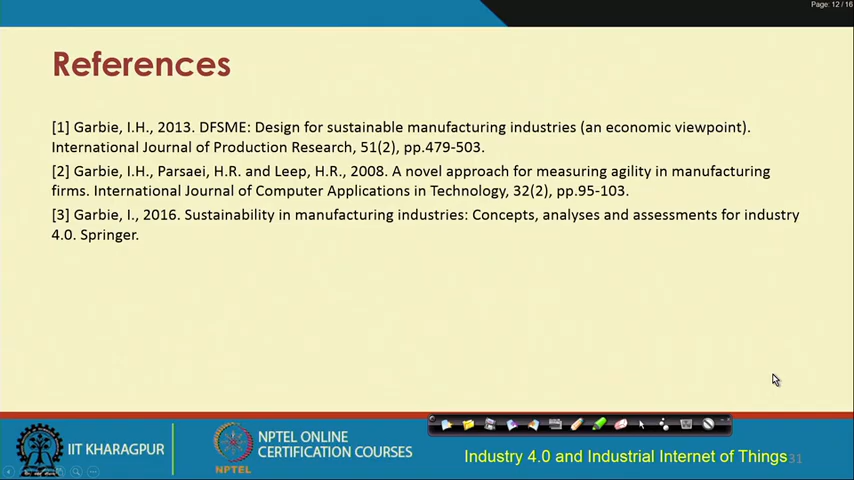 Page: 12 / 16
References
[1] Garbie, I.H., 2013. DFSME: Design for sustainable manufacturing industries (an economic viewpoint).
International Journal of Production Research, 51(2), pp.479-503.
[2] Garbie, I.H., Parsaei, H.R. and Leep, H.R., 2008. A novel approach for measuring agility in manufacturing
firms. International Journal of Computer Applications in Technology, 32(2), pp.95-103.
[3] Garbie, I., 2016. Sustainability in manufacturing industries: Concepts, analyses and assessments for industry
4.0. Springer.
IIT KHARAGPUR
NPTEL
NPTEL ONLINE
CERTIFICATION COURSES
Industry 4.0 and Industrial Internet of Things
31